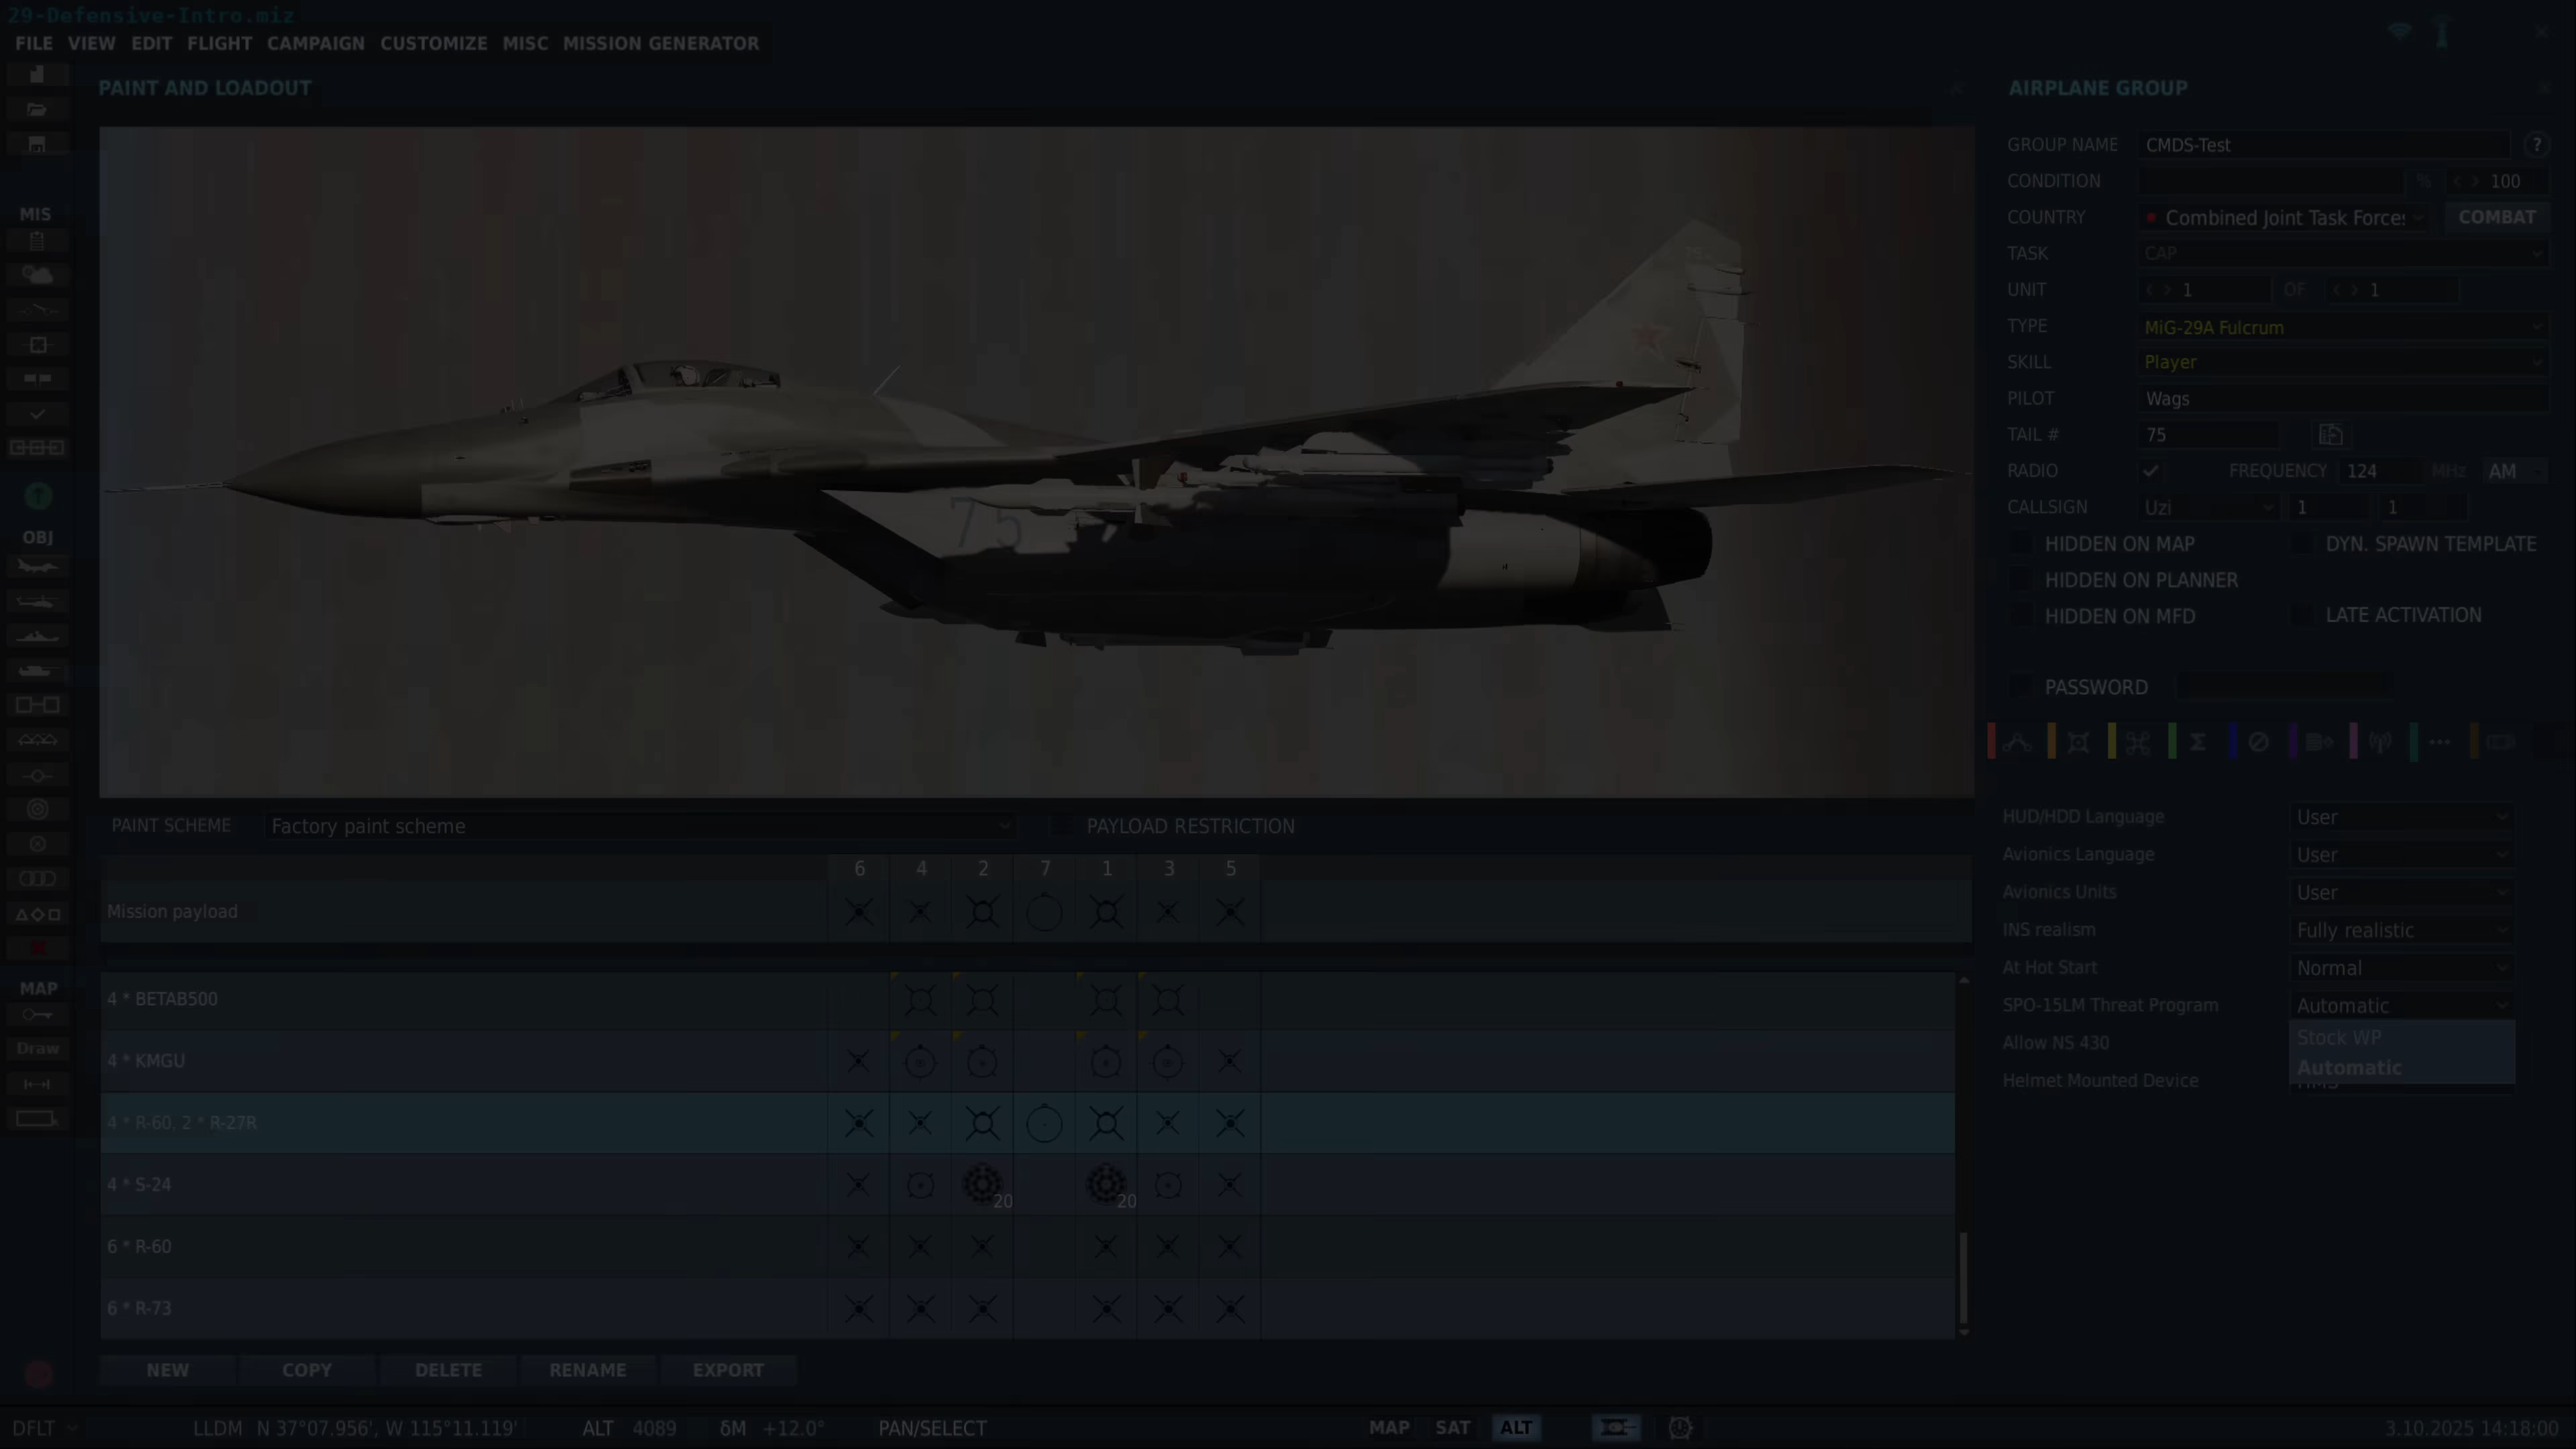 29-Defensive-Intro.miz
FILE VIEW EDIT FLIGHT CAMPAIGN CUSTOMIZE MISC MISSION GENERATOR
PAINT AND LOADOUT
MIS
OBJ
MAP
Draw
75
PAINT SCHEME Factory paint scheme PAYLOAD RESTRICTION
6 4 2 7 1 3 5
Mission payload
4 * BETAB500
4 * KMGU
4 * R-60, 2 * R-27R
4 * S-24 20 20
6 * R-60
6 * R-73
NEW COPY DELETE RENAME EXPORT
AIRPLANE GROUP
GROUP NAME CMDS-Test ?
CONDITION % < > 100
COUNTRY Combined Joint Task Forces COMBAT
TASK CAP
UNIT < > 1 OF < > 1
TYPE MiG-29A Fulcrum
SKILL Player
PILOT Wags
TAIL # 75
RADIO FREQUENCY 124 MHz AM
CALLSIGN Uzi 1 1
HIDDEN ON MAP DYN. SPAWN TEMPLATE
HIDDEN ON PLANNER
HIDDEN ON MFD LATE ACTIVATION
PASSWORD
HUD/HDD Language User
Avionics Language User
Avionics Units User
INS realism Fully realistic
At Hot Start Normal
SPO-15LM Threat Program Automatic
Stock WP
Allow NS 430
Automatic
Helmet Mounted Device
DFLT LLDM N 37°07.956', W 115°11.119' ALT 4089 δM +12.0° PAN/SELECT MAP SAT ALT 3.10.2025 14:18:00